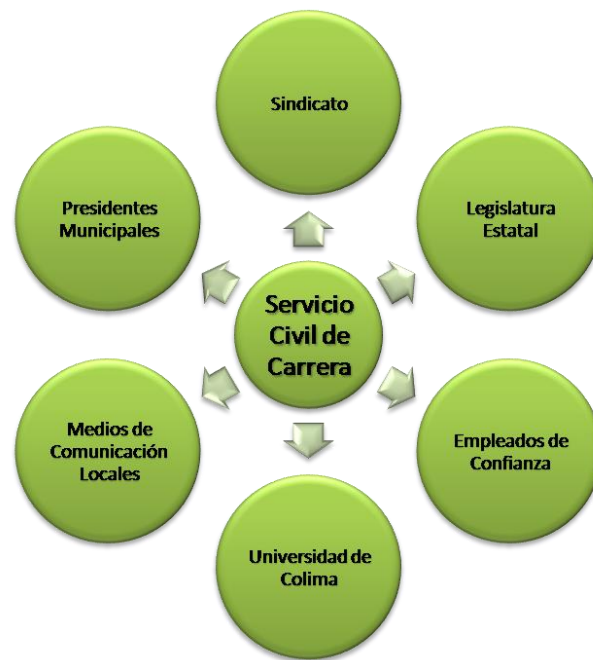 Sindicato
Presidentes
Municipales
Legislatura
Estatal
Servicio
Civil de
Carrera
Medios de
Comunicación
Locales
Empleados de
Confianza
Universidad de
Colima